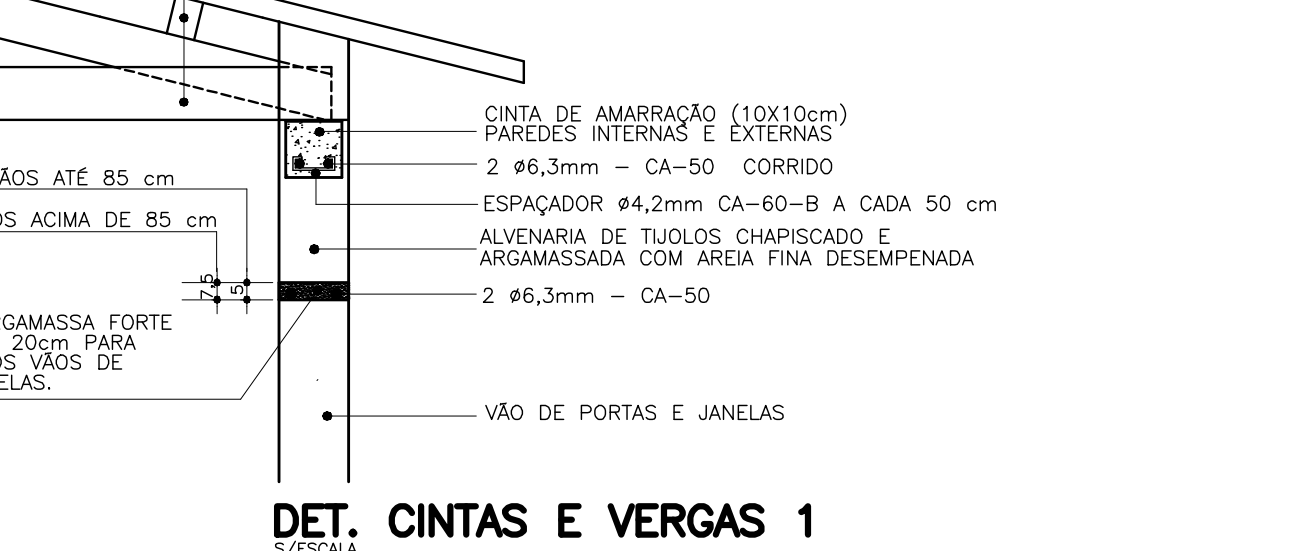 CINTA DE AMARRAÇÃO (10X10cm)
PAREDES INTERNAS E EXTERNAS
2 ø6,3mm – CA–50 CORRIDO
ÃOS ATÉ 85 cm
ESPAÇADOR ø4,2mm CA–60–B A CADA 50 cm
OS ACIMA DE 85 cm
ALVENARIA DE TIJOLOS CHAPISCADO E
ARGAMASSADA COM AREIA FINA DESEMPENADA
7,5
5
2 ø6,3mm – CA–50
RGAMASSA FORTE
20cm PARA
OS VÃOS DE
ELAS.
VÃO DE PORTAS E JANELAS
DET. CINTAS E VERGAS 1
S/ESCALA